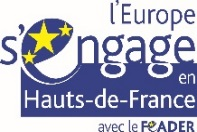 l'Europe
s'engage
en
Hauts-de-France
avec le FEADER